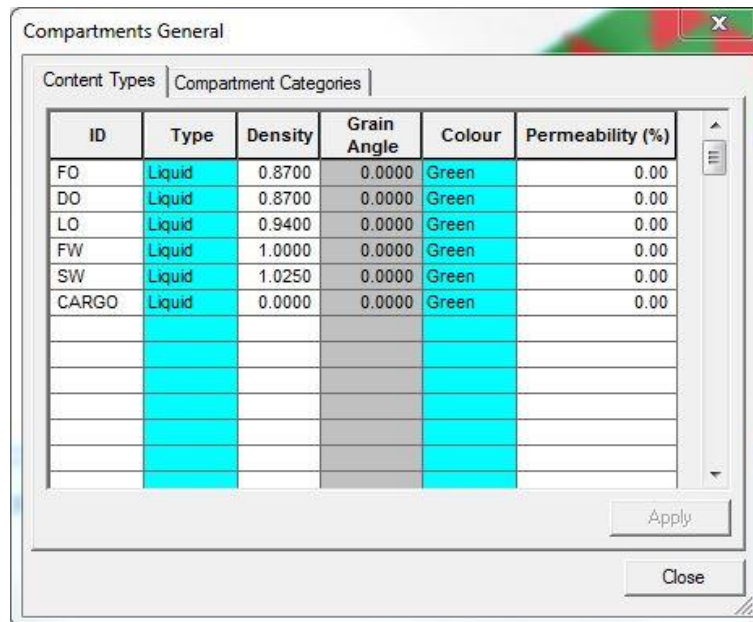 Compartments General
X
Content Types Compartment Categories
ID Type Density Grain Angle Colour Permeability (%)
FO Liquid 0.8700 0.0000 Green 0.00
DO Liquid 0.8700 0.0000 Green 0.00
LO Liquid 0.9400 0.0000 Green 0.00
FW Liquid 1.0000 0.0000 Green 0.00
SW Liquid 1.0250 0.0000 Green 0.00
CARGO Liquid 0.0000 0.0000 Green 0.00
Apply
Close